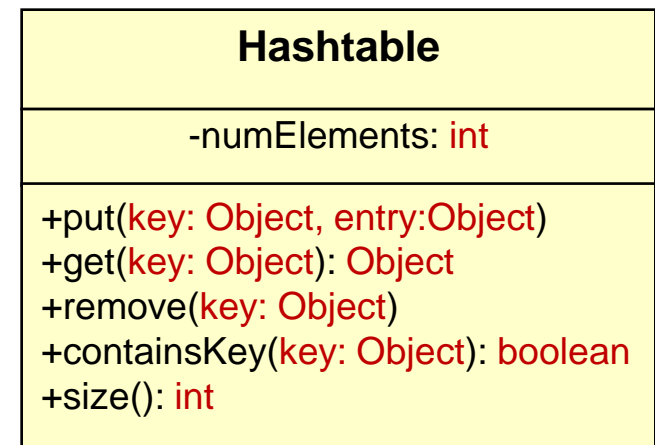 Hashtable
-numElements: int
+put(key: Object, entry:Object)
+get(key: Object): Object
+remove(key: Object)
+containsKey(key: Object): boolean
+size(): int